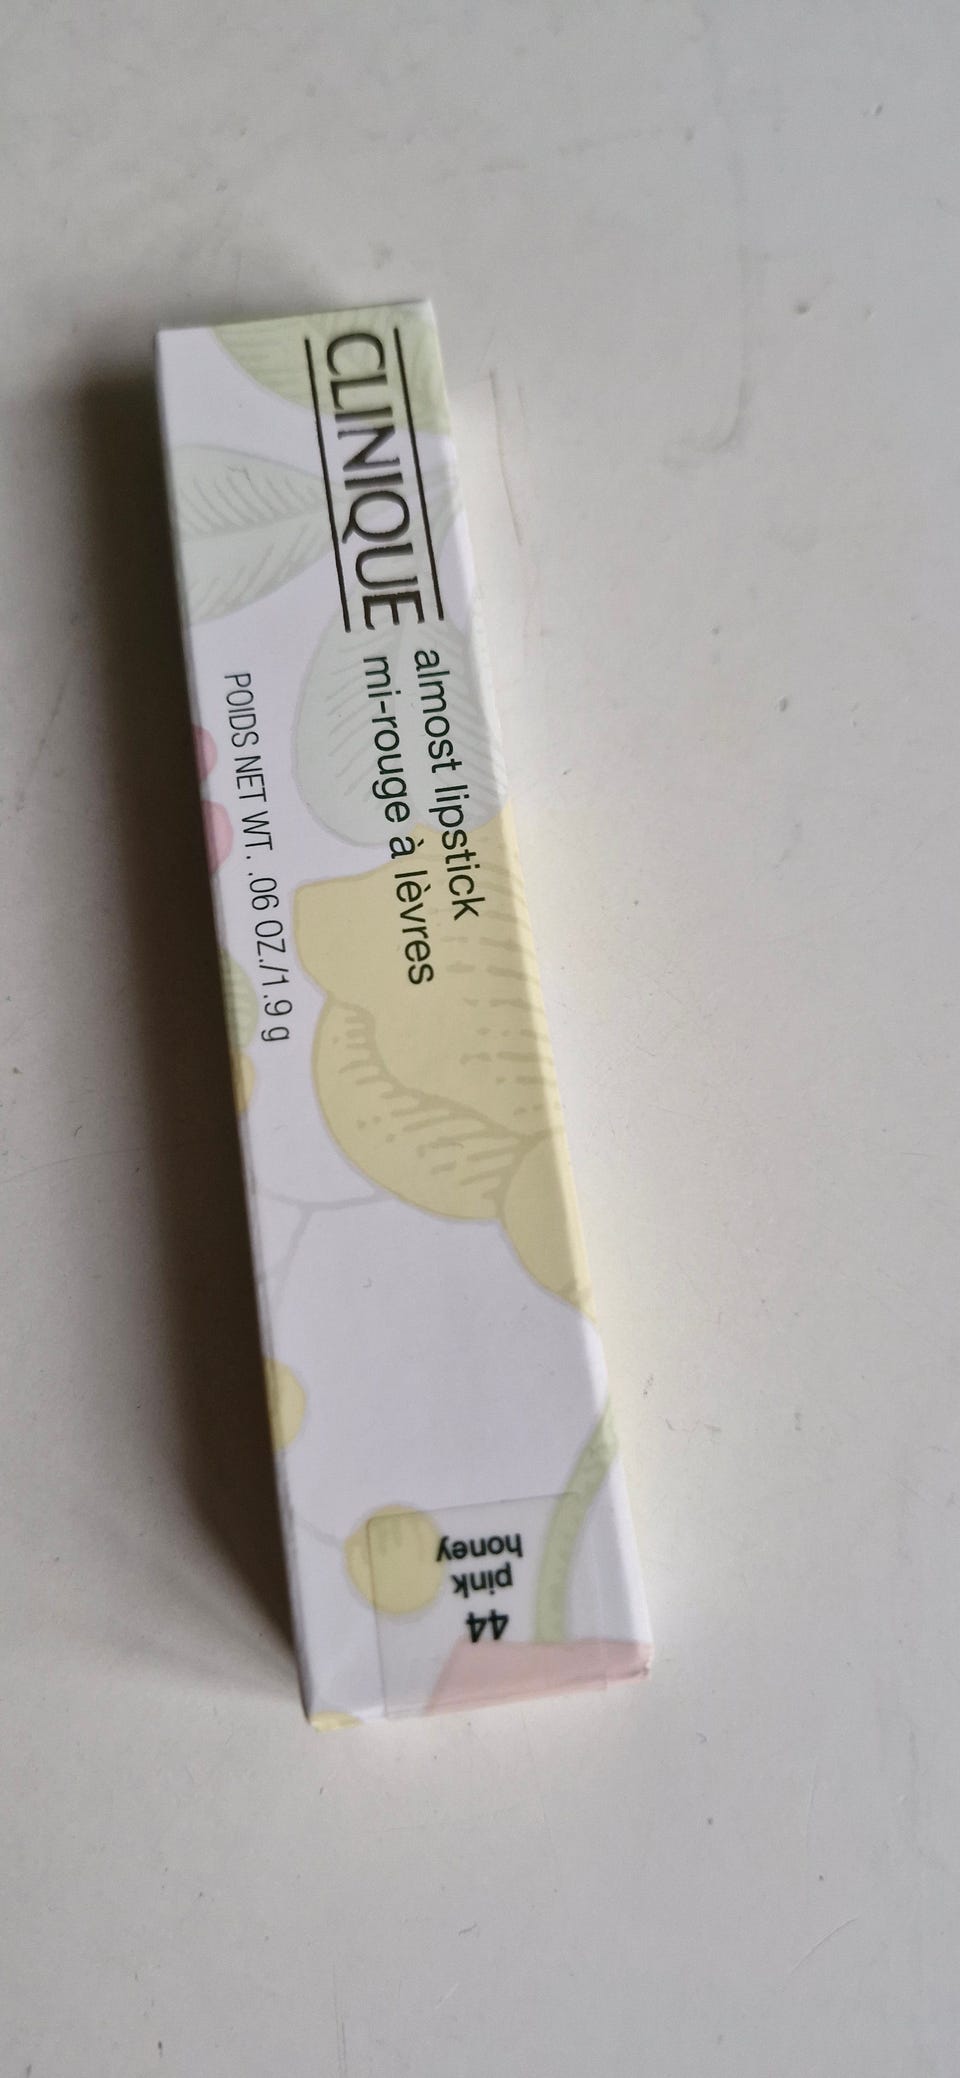 CLINIQUE
almost lipstick
mi-rouge à lèvres
POIDS NET WT. .06 OZ./1.9 g
44
pink
honey